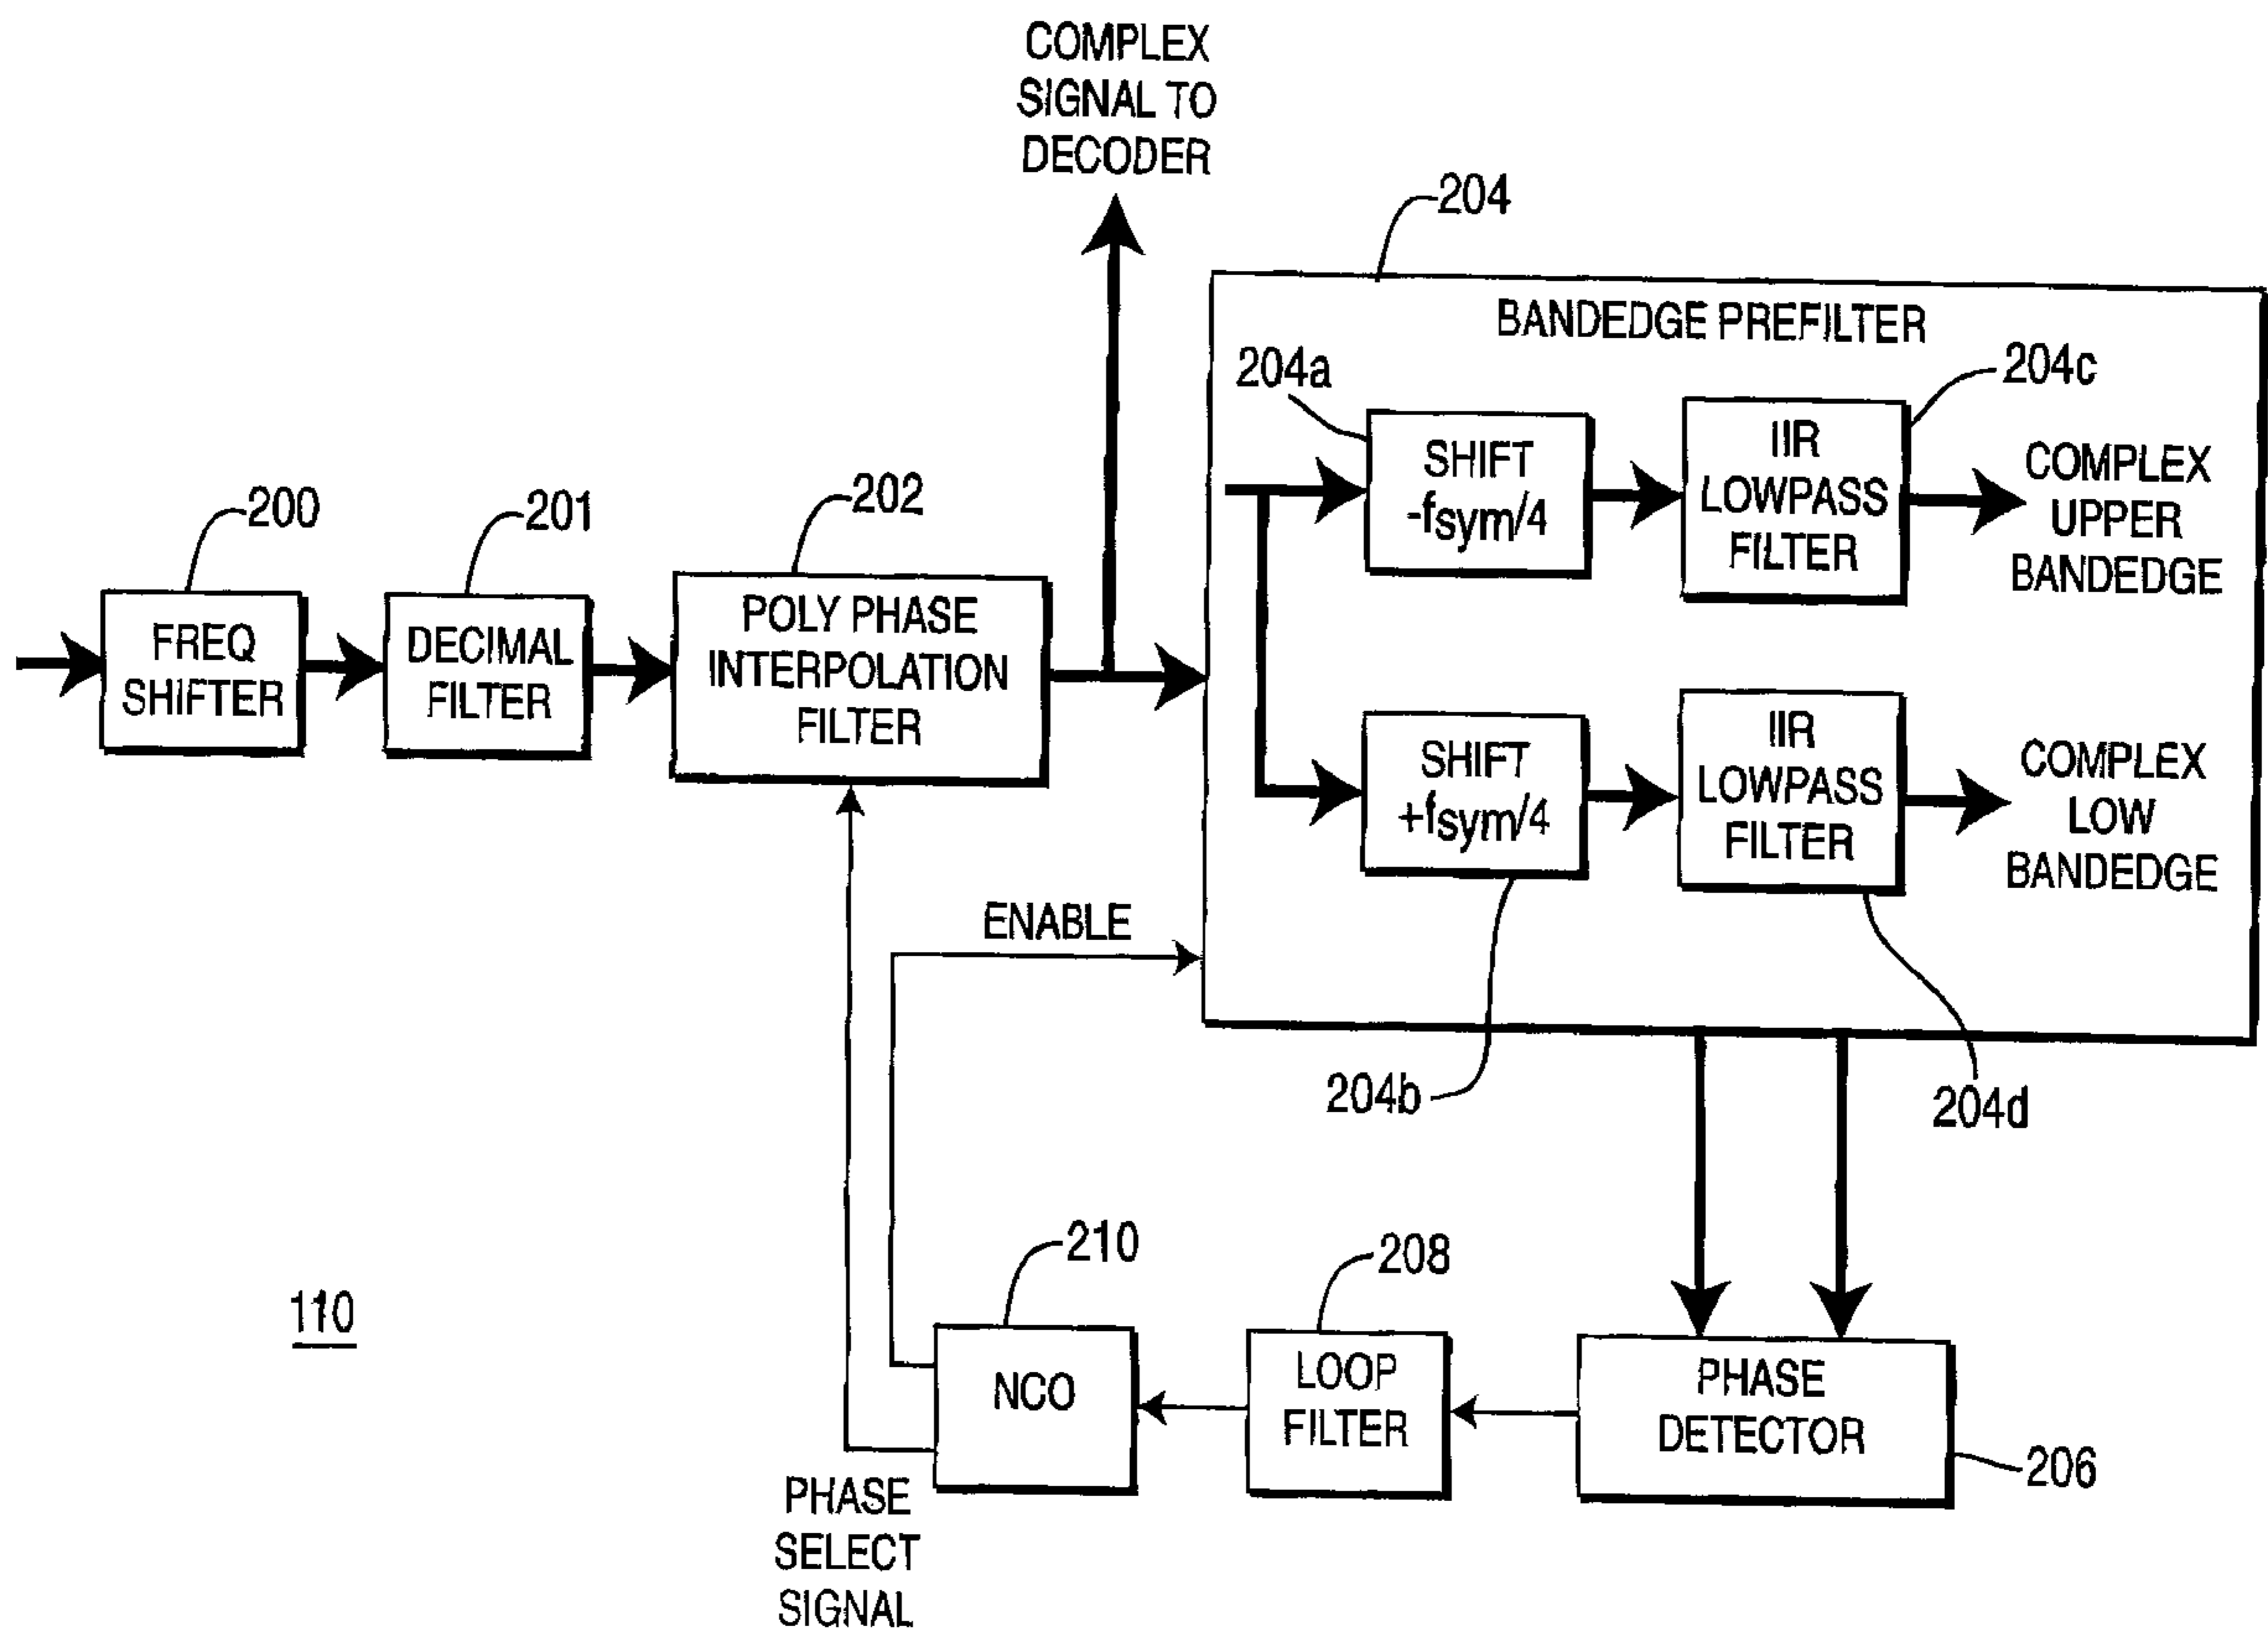 COMPLEX
SIGNAL TO
DECODER
204
BANDEDGE PREFILTER
204a
204c
SHIFT
-fsym/4
IIR
LOWPASS
FILTER
COMPLEX
UPPER
BANDEDGE
200
201
202
FREQ
SHIFTER
DECIMAL
FILTER
POLY PHASE
INTERPOLATION
FILTER
SHIFT
+fsym/4
IIR
LOWPASS
FILTER
COMPLEX
LOW
BANDEDGE
ENABLE
204b
204d
110
210
208
NCO
LOOP
FILTER
PHASE
DETECTOR
206
PHASE
SELECT
SIGNAL